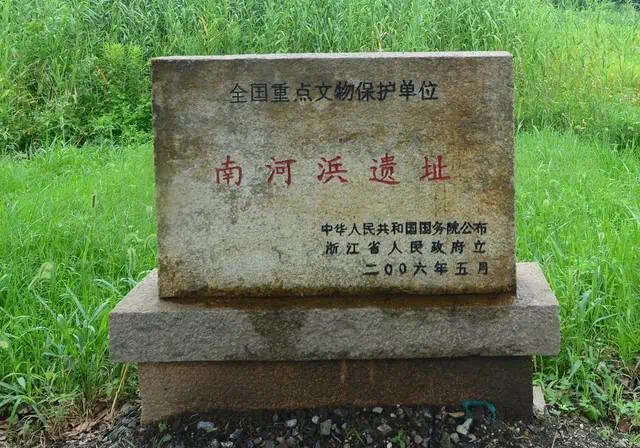 全国重点文物保护单位
南河浜遗址
中华人民共和国国务院公布
浙江省人民政府立
二00六年五月